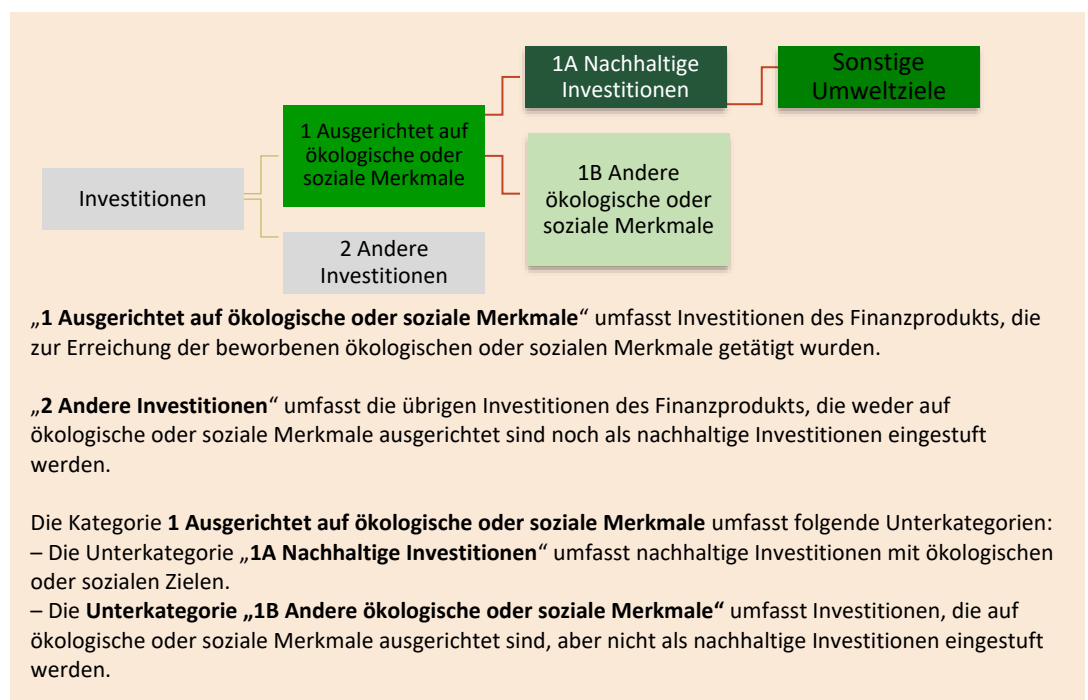 1A Nachhaltige
Investitionen
Sonstige
Umweltziele
1 Ausgerichtet auf
ökologische oder
soziale Merkmale
1B Andere
ökologische oder
soziale Merkmale
Investitionen
2 Andere
Investitionen
„1 Ausgerichtet auf ökologische oder soziale Merkmale“ umfasst Investitionen des Finanzprodukts, die
zur Erreichung der beworbenen ökologischen oder sozialen Merkmale getätigt wurden.
„2 Andere Investitionen“ umfasst die übrigen Investitionen des Finanzprodukts, die weder auf
ökologische oder soziale Merkmale ausgerichtet sind noch als nachhaltige Investitionen eingestuft
werden.
Die Kategorie 1 Ausgerichtet auf ökologische oder soziale Merkmale umfasst folgende Unterkategorien:
– Die Unterkategorie „1A Nachhaltige Investitionen“ umfasst nachhaltige Investitionen mit ökologischen
oder sozialen Zielen.
– Die Unterkategorie „1B Andere ökologische oder soziale Merkmale“ umfasst Investitionen, die auf
ökologische oder soziale Merkmale ausgerichtet sind, aber nicht als nachhaltige Investitionen eingestuft
werden.